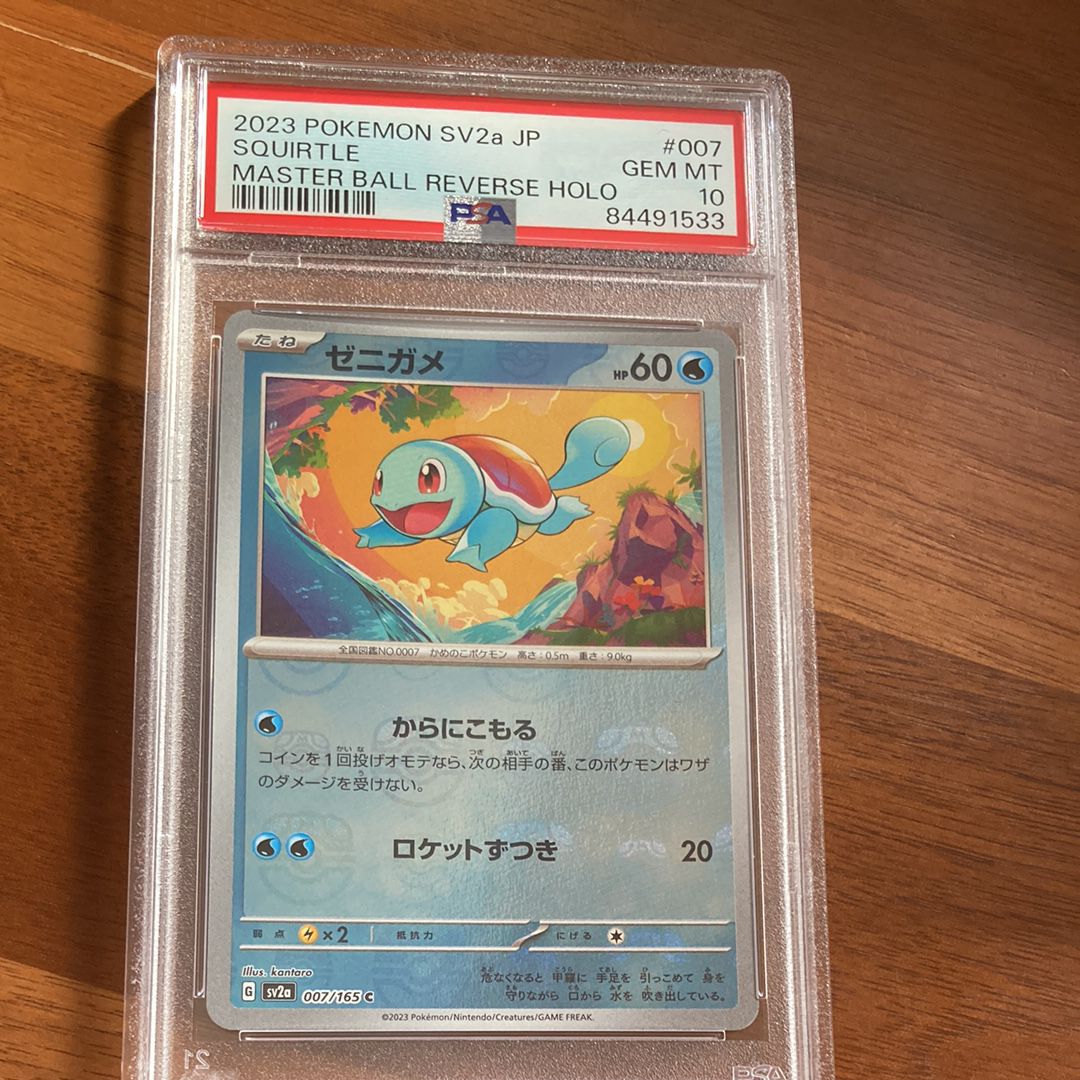 2023 POKEMON SV2a JP #007
SQUIRTLE GEM MT
MASTER BALL REVERSE HOLO 10
PSA 84491533
たね ゼニガメ HP60
全国図鑑NO.0007 かめのこポケモン 高さ:0.5m 重さ:9.0kg
からにこもる
コインを1回投げオモテなら、次の相手の番、このポケモンはワザ
のダメージを受けない。
ロケットずつき 20
弱点 ×2 抵抗力 にげる
Illus. kantaro
危なくなると 甲羅に 手足を 引っこめて 身を
守りながら 口から 水を 吹き出している。
G sv2a 007/165 C
©2023 Pokémon/Nintendo/Creatures/GAME FREAK.
21 PSA